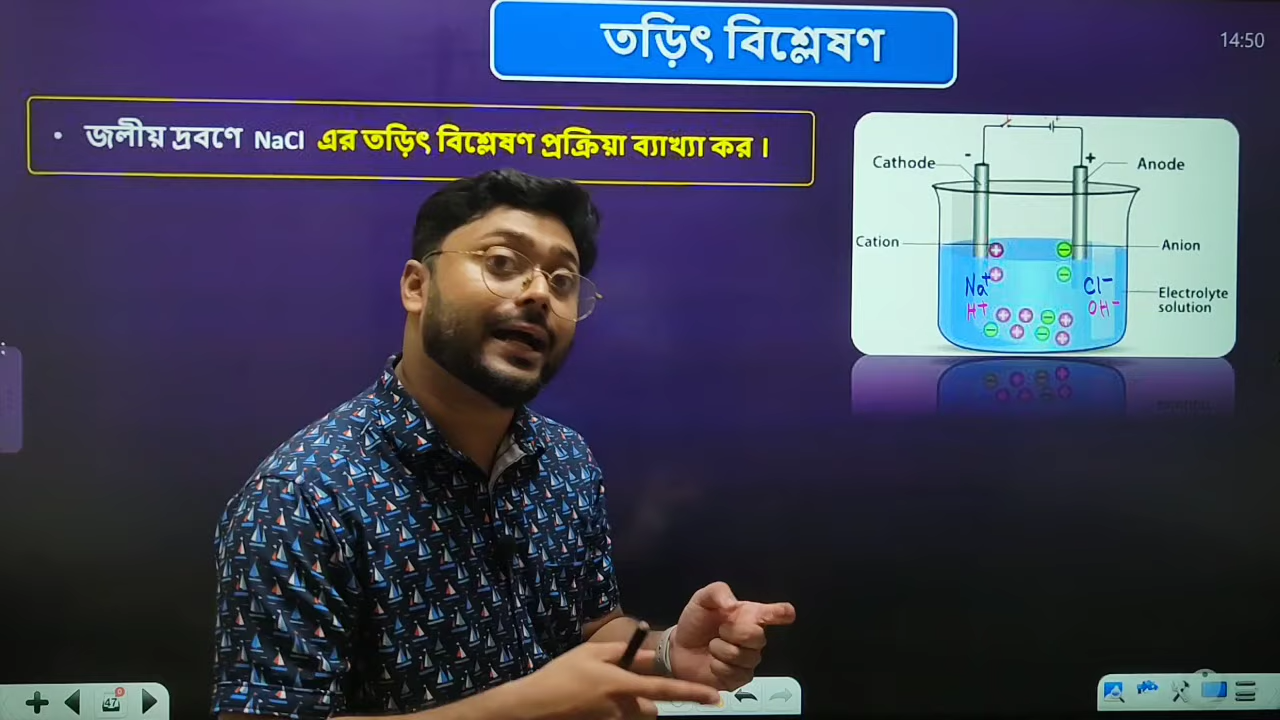 তড়িৎ বিশ্লেষণ
14:50
• জলীয় দ্রবণে NaCl এর তড়িৎ বিশ্লেষণ প্রক্রিয়া ব্যাখ্যা কর ।
- +
Cathode Anode
Cation Anion
Na+ Cl-
H+ OH-
Electrolyte
solution
47